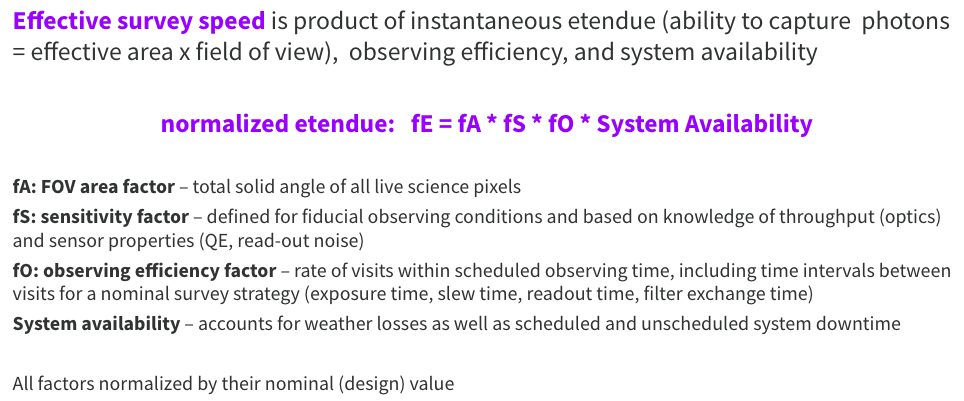 Effective survey speed is product of instantaneous etendue (ability to capture photons
= effective area x field of view), observing efficiency, and system availability
normalized etendue: fE = fA * fS * fO * System Availability
fA: FOV area factor – total solid angle of all live science pixels
fS: sensitivity factor – defined for fiducial observing conditions and based on knowledge of throughput (optics)
and sensor properties (QE, read-out noise)
fO: observing efficiency factor – rate of visits within scheduled observing time, including time intervals between
visits for a nominal survey strategy (exposure time, slew time, readout time, filter exchange time)
System availability – accounts for weather losses as well as scheduled and unscheduled system downtime
All factors normalized by their nominal (design) value